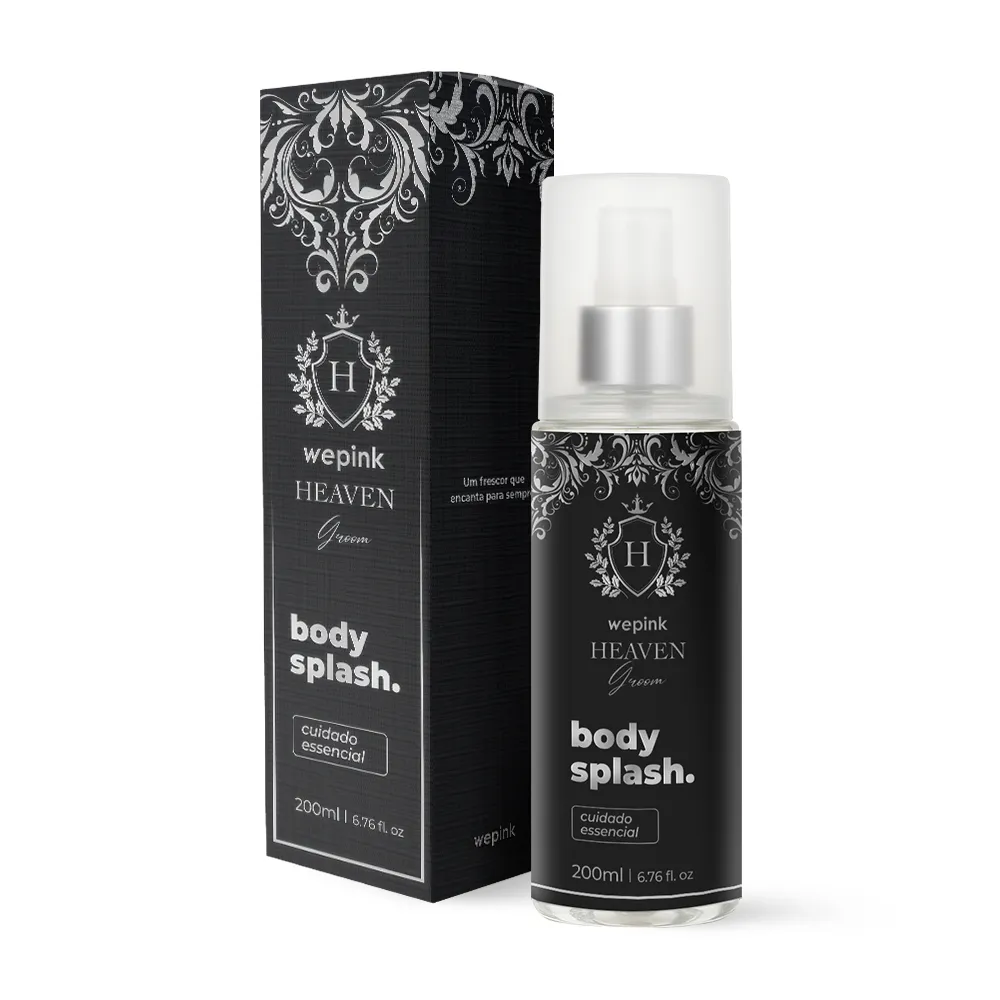 H
wepink
HEAVEN
Groom
body
splash.
cuidado
essencial
200ml | 6.76 fl. oz
Um frescor que
encanta para sempre
wepink
H
wepink
HEAVEN
Groom
body
splash.
cuidado
essencial
200ml | 6.76 fl. oz